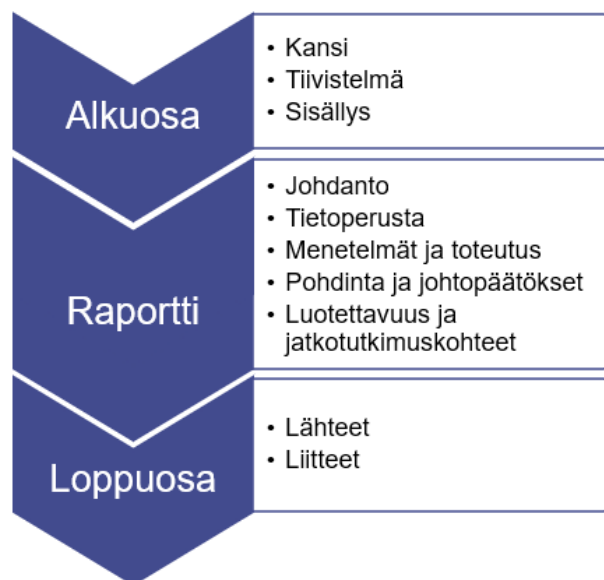 Alkuosa
• Kansi
• Tiivistelmä
• Sisällys
Raportti
• Johdanto
• Tietoperusta
• Menetelmät ja toteutus
• Pohdinta ja johtopäätökset
• Luotettavuus ja
jatkotutkimuskohteet
Loppuosa
• Lähteet
• Liitteet